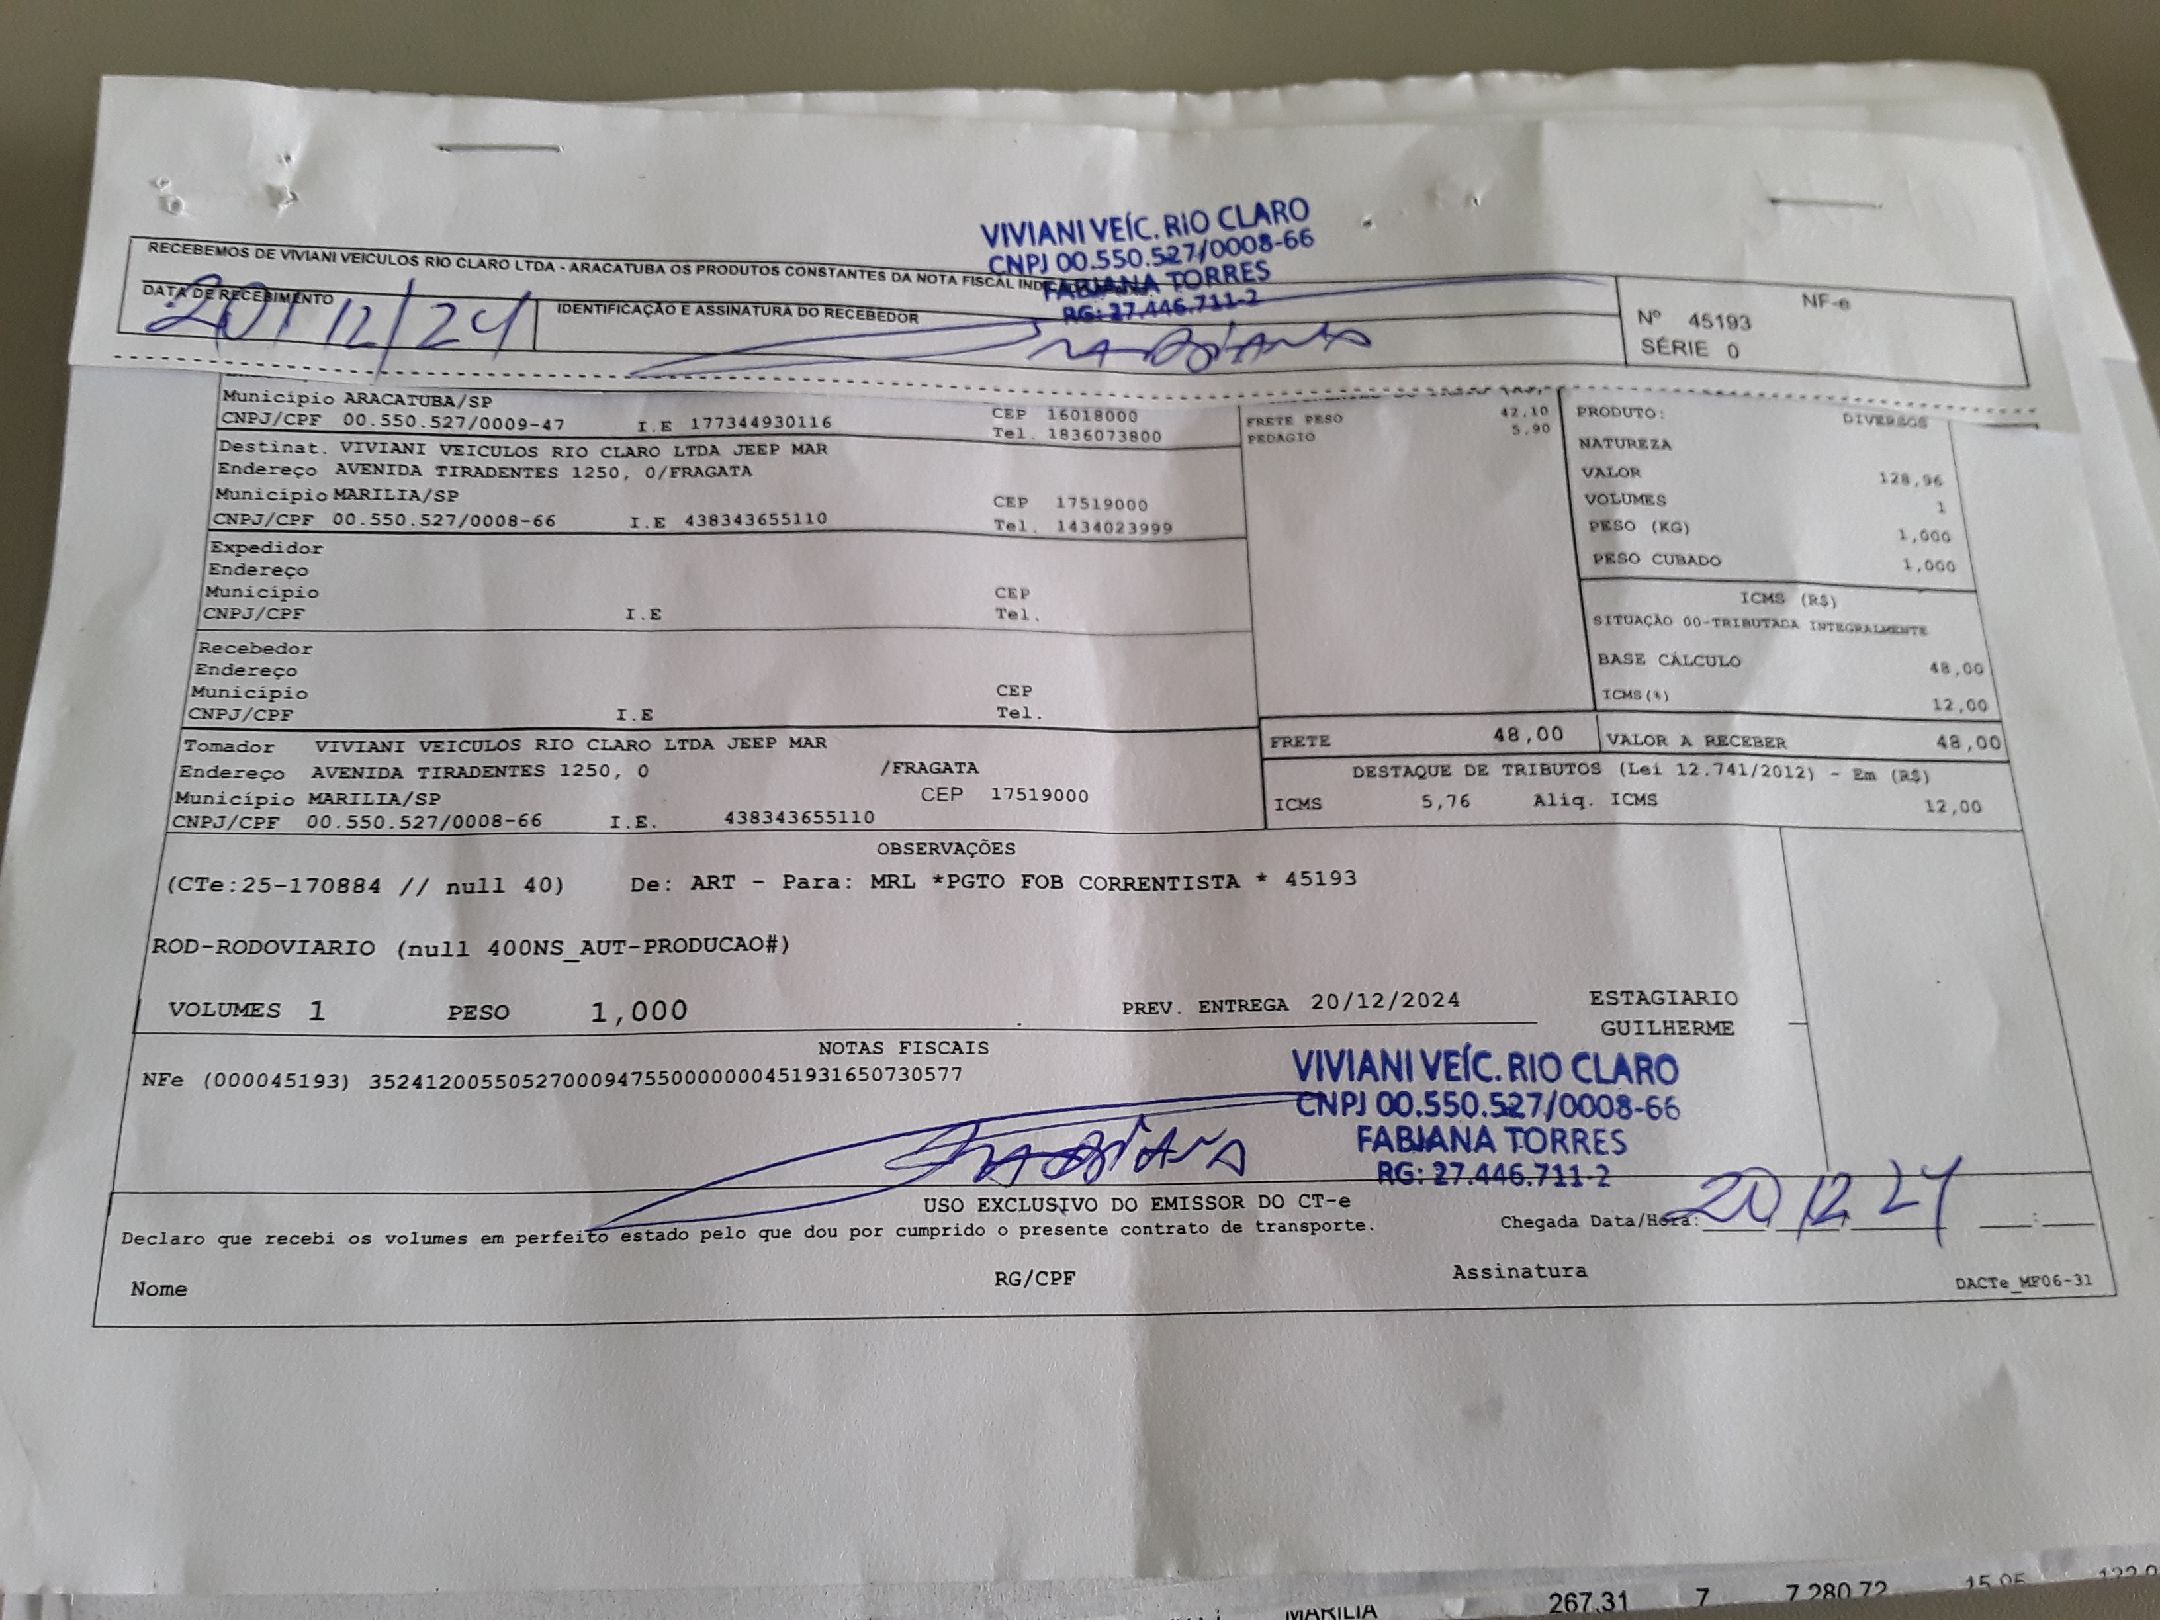 VIVIANI VEÍC. RIO CLARO
CNPJ 00.550.527/0008-66
FABIANA TORRES
RG: 27.446.711-2
RECEBEMOS DE VIVIANI VEICULOS RIO CLARO LTDA - ARACATUBA OS PRODUTOS CONSTANTES DA NOTA FISCAL
DATA DE RECEBIMENTO
20/12/24
IDENTIFICAÇÃO E ASSINATURA DO RECEBEDOR
Fabiana
NF-e
Nº 45193
SÉRIE 0
Município ARACATUBA/SP
CEP 16018000
CNPJ/CPF 00.550.527/0009-47 I.E 177344930116
Tel. 1836073800
Destinat. VIVIANI VEICULOS RIO CLARO LTDA JEEP MAR
Endereço AVENIDA TIRADENTES 1250, 0/FRAGATA
Município MARILIA/SP CEP 17519000
CNPJ/CPF 00.550.527/0008-66 I.E 438343655110 Tel. 1434023999
Expedidor
Endereço
Município CEP
CNPJ/CPF I.E Tel.
Recebedor
Endereço
Município CEP
CNPJ/CPF I.E Tel.
Tomador VIVIANI VEICULOS RIO CLARO LTDA JEEP MAR
Endereço AVENIDA TIRADENTES 1250, 0 /FRAGATA
Município MARILIA/SP CEP 17519000
CNPJ/CPF 00.550.527/0008-66 I.E. 438343655110
FRETE PESO 42,10
PEDAGIO 5,90
PRODUTO: DIVERSOS
NATUREZA
VALOR 128,96
VOLUMES 1
PESO (KG) 1,000
PESO CUBADO 1,000
ICMS (R$)
SITUAÇÃO 00-TRIBUTADA INTEGRALMENTE
BASE CÁLCULO 48,00
ICMS(%) 12,00
FRETE 48,00 VALOR A RECEBER 48,00
DESTAQUE DE TRIBUTOS (Lei 12.741/2012) - Em (R$)
ICMS 5,76 Aliq. ICMS 12,00
OBSERVAÇÕES
(CTe:25-170884 // null 40) De: ART - Para: MRL *PGTO FOB CORRENTISTA * 45193
ROD-RODOVIARIO (null 400NS_AUT-PRODUCAO#)
VOLUMES 1 PESO 1,000 PREV. ENTREGA 20/12/2024 ESTAGIARIO
GUILHERME
NOTAS FISCAIS
NFe (000045193) 35241200550527000947550000000451931650730577
VIVIANI VEÍC. RIO CLARO
CNPJ 00.550.527/0008-66
FABIANA TORRES
RG: 27.446.711-2
Fabiana
USO EXCLUSIVO DO EMISSOR DO CT-e
Declaro que recebi os volumes em perfeito estado pelo que dou por cumprido o presente contrato de transporte.
Chegada Data/Hora: 20 12 24
Nome RG/CPF Assinatura
DACTe_MF06-31
MARILIA 267,31 7 7.280,72 15,05